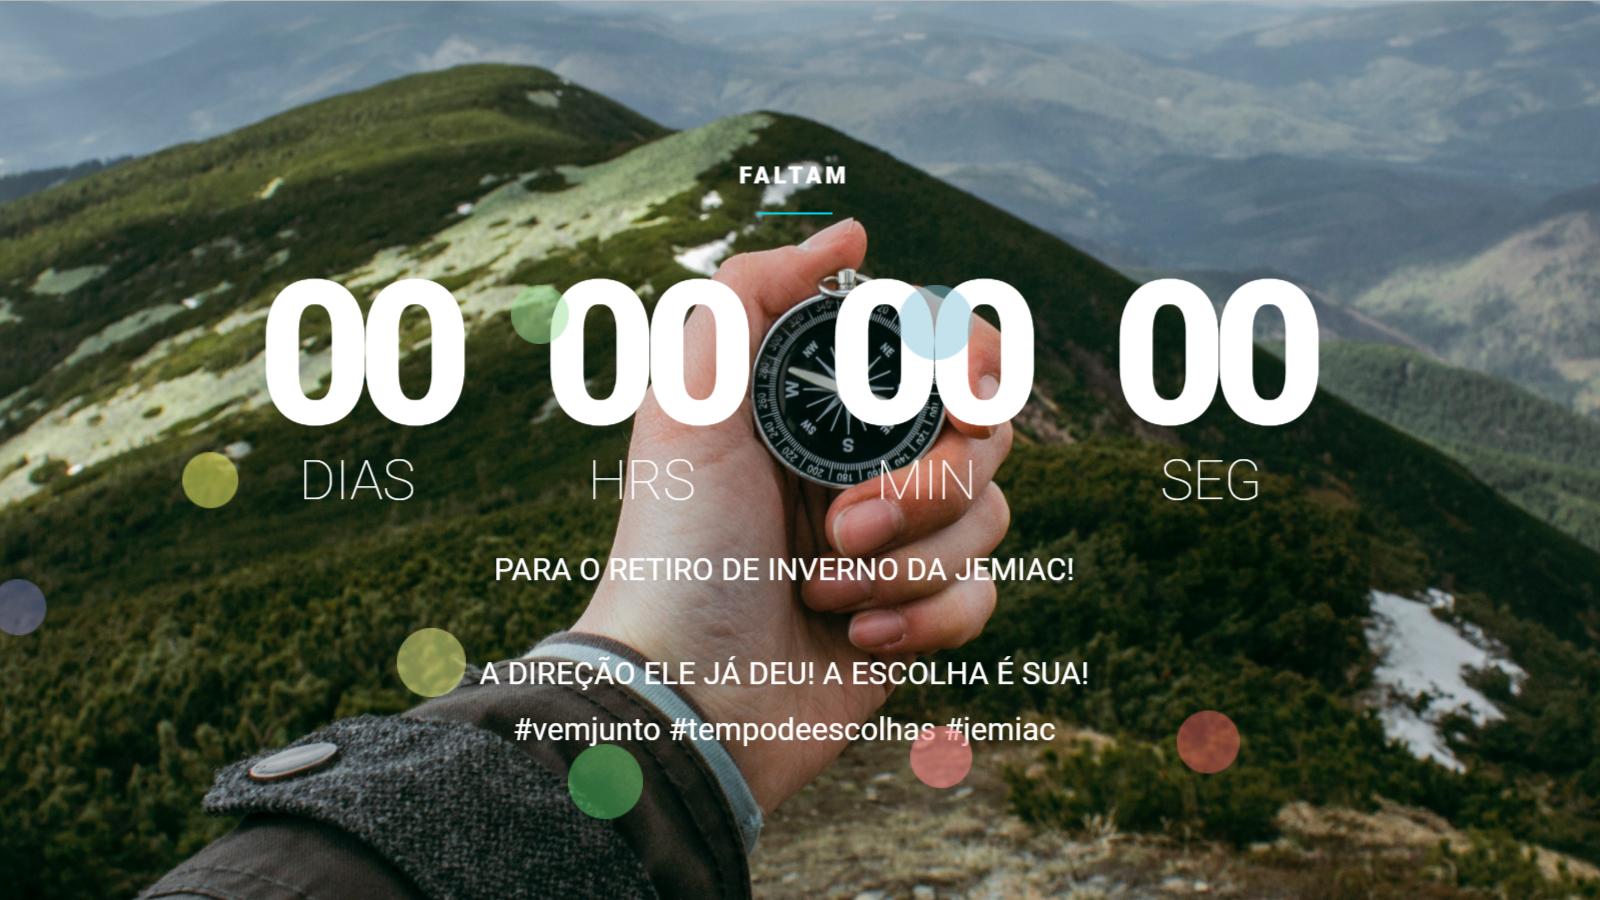 FALTAM
00 00 00 00
DIAS HRS MIN SEG
PARA O RETIRO DE INVERNO DA JEMIAC!
A DIREÇÃO ELE JÁ DEU! A ESCOLHA É SUA!
#vemjunto #tempodeescolhas #jemiac